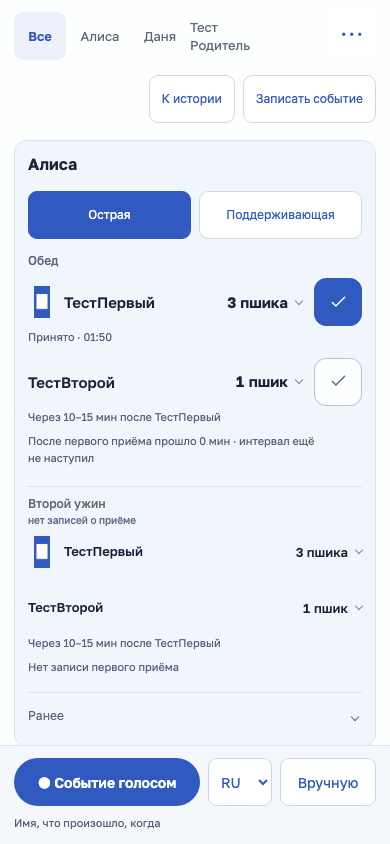 Все
Алиса
Даня
Тест
Родитель
К истории
Записать событие
Алиса
Острая
Поддерживающая
Обед
ТестПервый
3 пшика
Принято · 01:50
ТестВторой
1 пшик
Через 10–15 мин после ТестПервый
После первого приёма прошло 0 мин · интервал ещё
не наступил
Второй ужин
нет записей о приёме
ТестПервый
3 пшика
ТестВторой
1 пшик
Через 10–15 мин после ТестПервый
Нет записи первого приёма
Ранее
Событие голосом
RU
Вручную
Имя, что произошло, когда